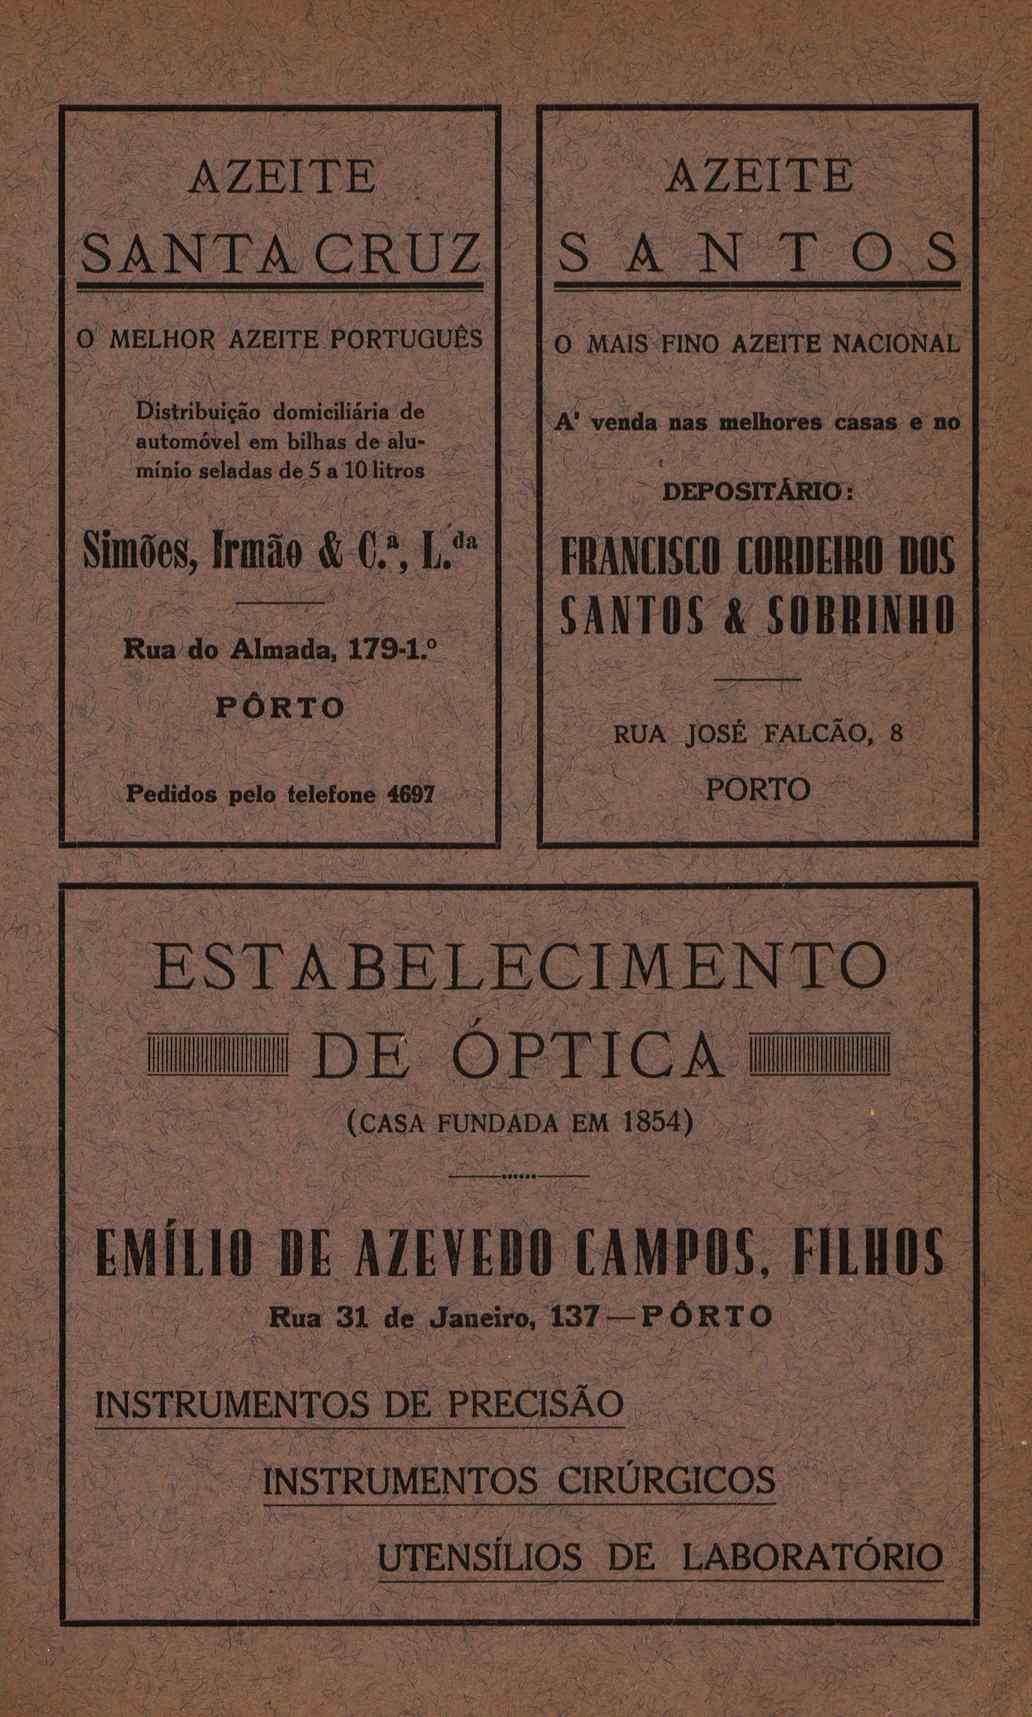 AZEITE
SANTA CRUZ
O MELHOR AZEITE PORTUGUÊS
Distribuição domiciliária de
automóvel em bilhas de alu-
mínio seladas de 5 a 10 litros
Simões, Irmão & C.ª, L.da
Rua do Almada, 179-1.º
PÔRTO
Pedidos pelo telefone 4697
AZEITE
SANTOS
O MAIS FINO AZEITE NACIONAL
A' venda nas melhores casas e no
DEPOSITÁRIO:
FRANCISCO CORDEIRO DOS
SANTOS & SOBRINHO
RUA JOSÉ FALCÃO, 8
PORTO
ESTABELECIMENTO
DE ÓPTICA
(CASA FUNDADA EM 1854)
EMÍLIO DE AZEVEDO CAMPOS, FILHOS
Rua 31 de Janeiro, 137—PÔRTO
INSTRUMENTOS DE PRECISÃO
INSTRUMENTOS CIRÚRGICOS
UTENSÍLIOS DE LABORATÓRIO